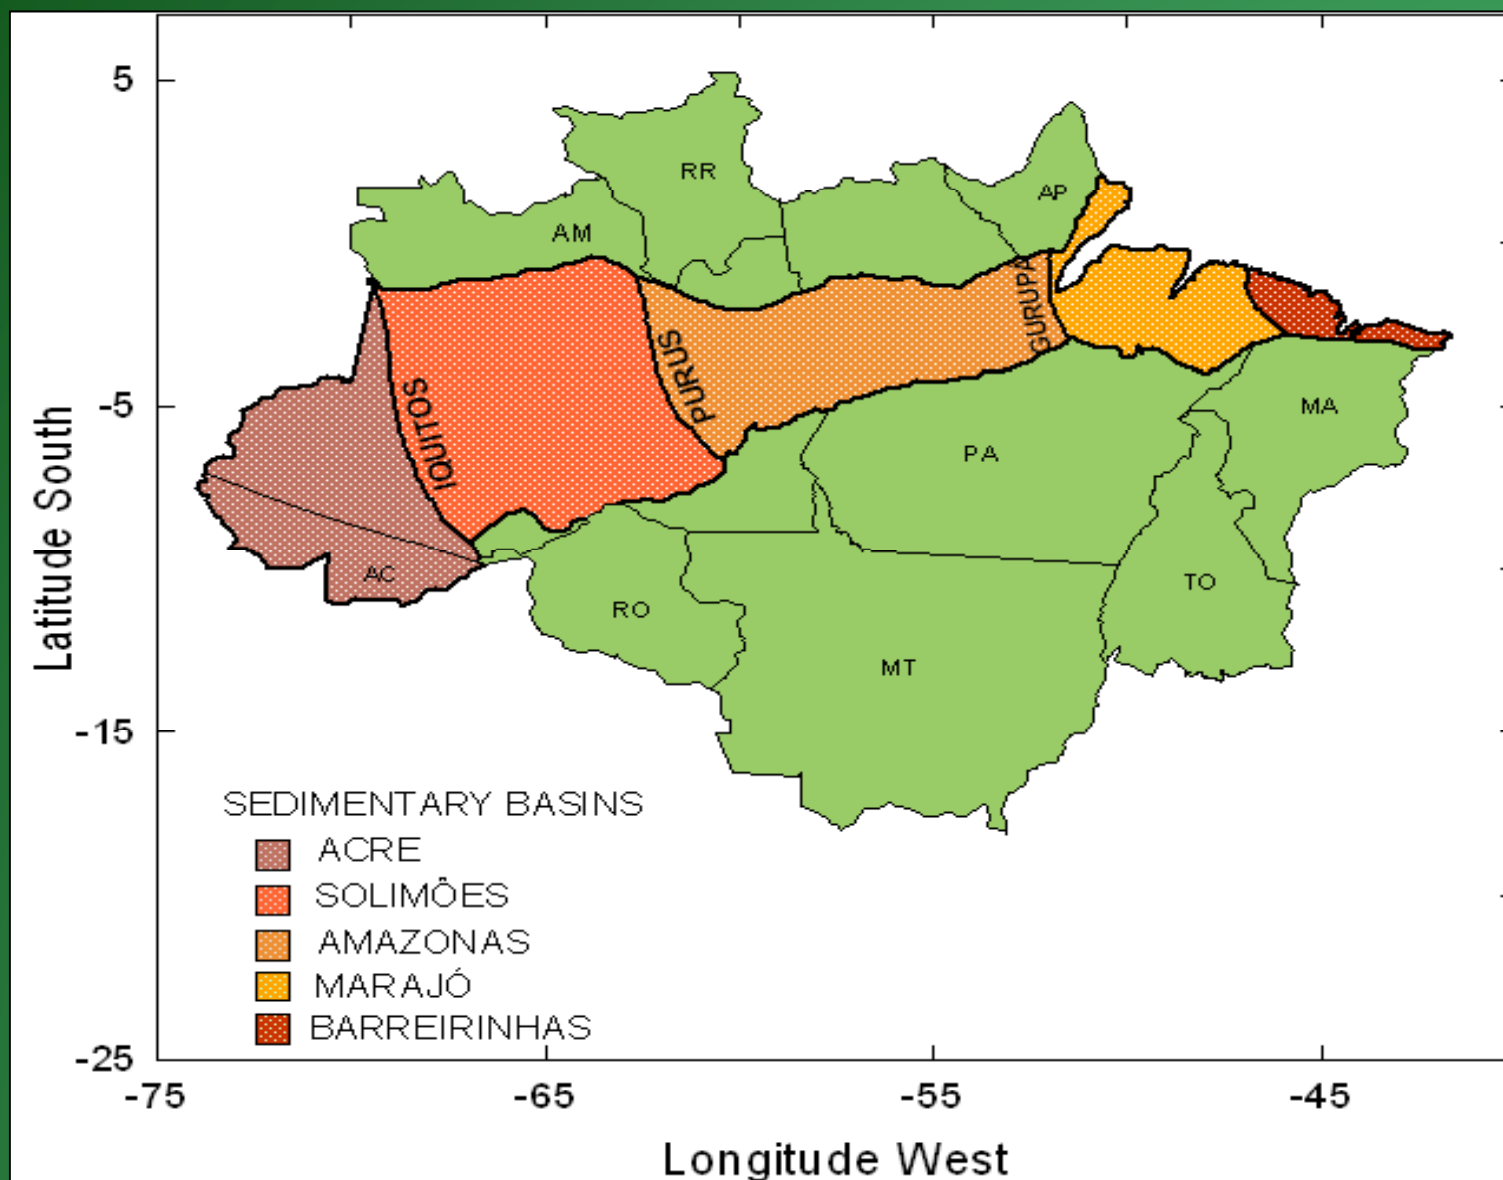 5
RR
AP
AM
GURUPA
PURUS
IQUITOS
-5
MA
PA
AC
TO
RO
MT
-15
Latitude South
SEDIMENTARY BASINS
ACRE
SOLIMÕES
AMAZONAS
MARAJÓ
BARREIRINHAS
-25
-75
-65
-55
-45
Longitude West